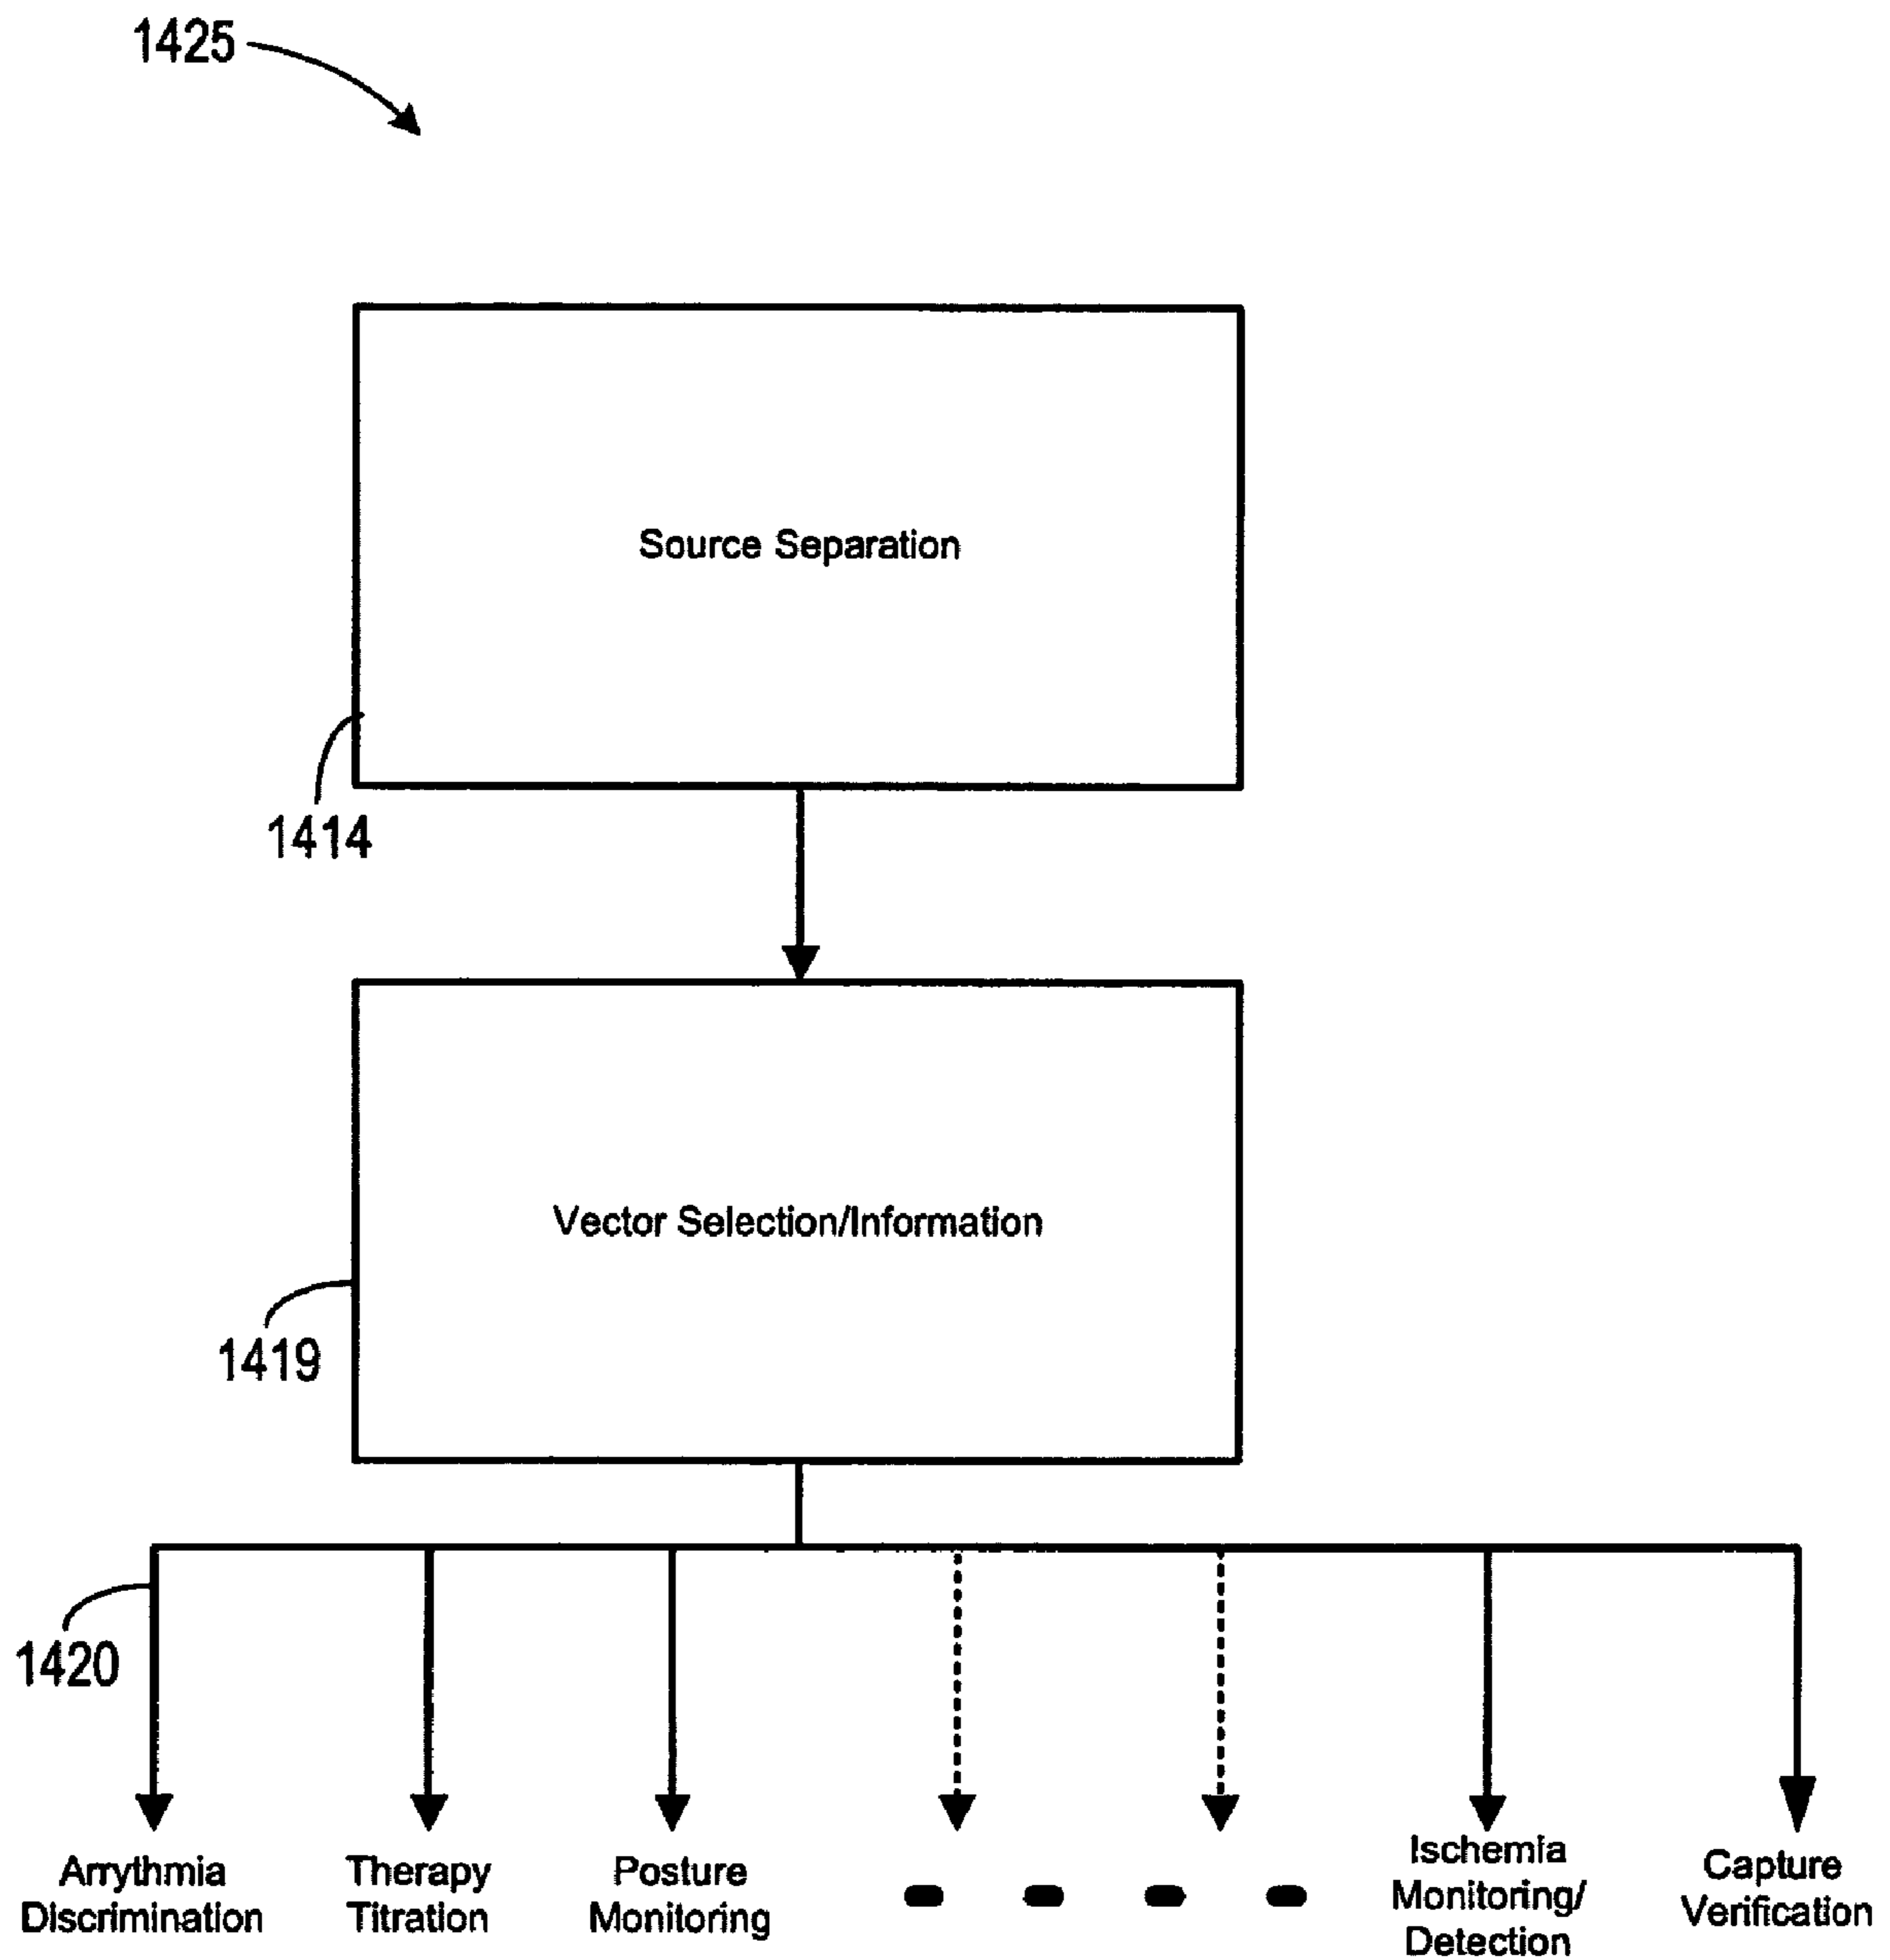 1425
Source Separation
1414
Vector Selection/Information
1419
1420
Arrythmia
Discrimination
Therapy
Titration
Posture
Monitoring
Ischemia
Monitoring/
Detection
Capture
Verification